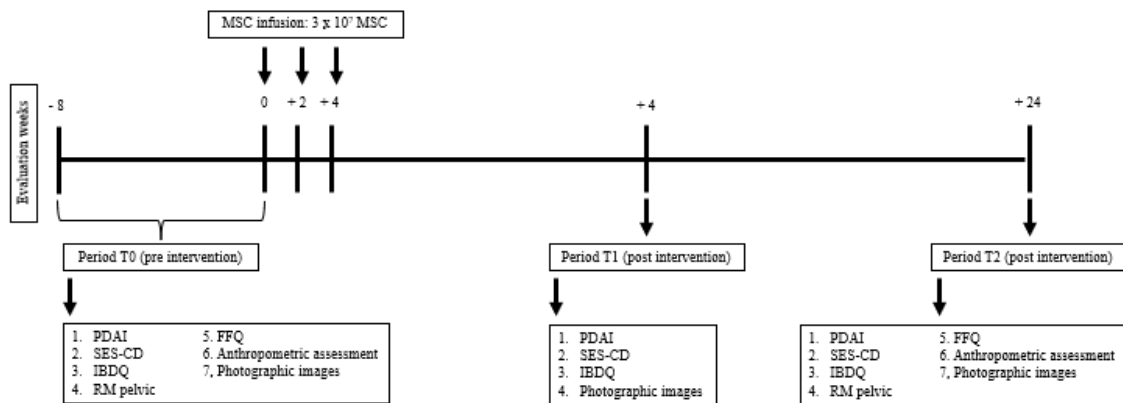 MSC infusion: 3 x 10⁷ MSC
Evaluation weeks
- 8
0
+ 2
+ 4
+ 4
+ 24
Period T0 (pre intervention)
Period T1 (post intervention)
Period T2 (post intervention)
1. PDAI
2. SES-CD
3. IBDQ
4. RM pelvic
5. FFQ
6. Anthropometric assessment
7, Photographic images
1. PDAI
2. SES-CD
3. IBDQ
4. Photographic images
1. PDAI
2. SES-CD
3. IBDQ
4. RM pelvic
5. FFQ
6. Anthropometric assessment
7, Photographic images